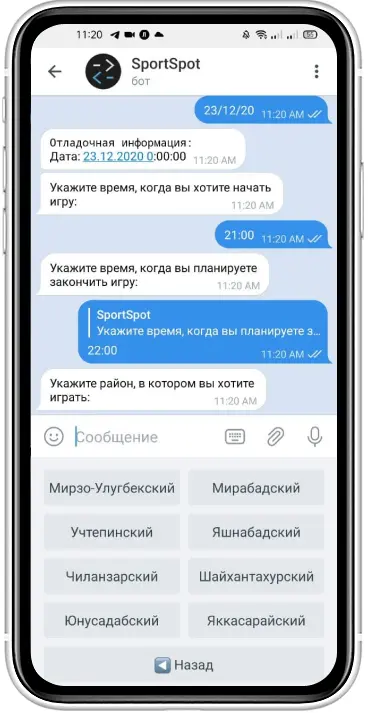 11:20
SportSpot
бот
23/12/20 11:20 AM
Отладочная информация:
Дата: 23.12.2020 0:00:00 11:20 AM
Укажите время, когда вы хотите начать
игру: 11:20 AM
21:00 11:20 AM
Укажите время, когда вы планируете
закончить игру: 11:20 AM
SportSpot
Укажите время, когда вы планируете з...
22:00 11:20 AM
Укажите район, в котором вы хотите
играть: 11:20 AM
Сообщение
Мирзо-Улугбекский Мирабадский
Учтепинский Яшнабадский
Чиланзарский Шайхантахурский
Юнусадабский Яккасарайский
Назад